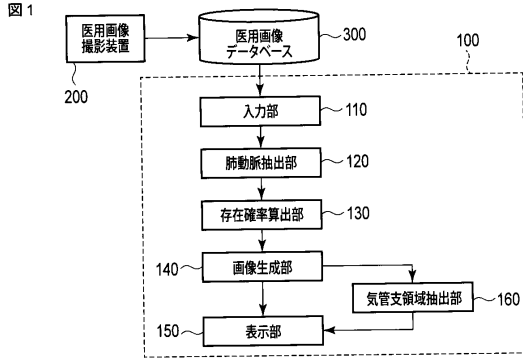 図1
医用画像
撮影装置
200
医用画像
データベース
300
100
入力部
110
肺動脈抽出部
120
存在確率算出部
130
140
画像生成部
気管支領域抽出部
160
150
表示部